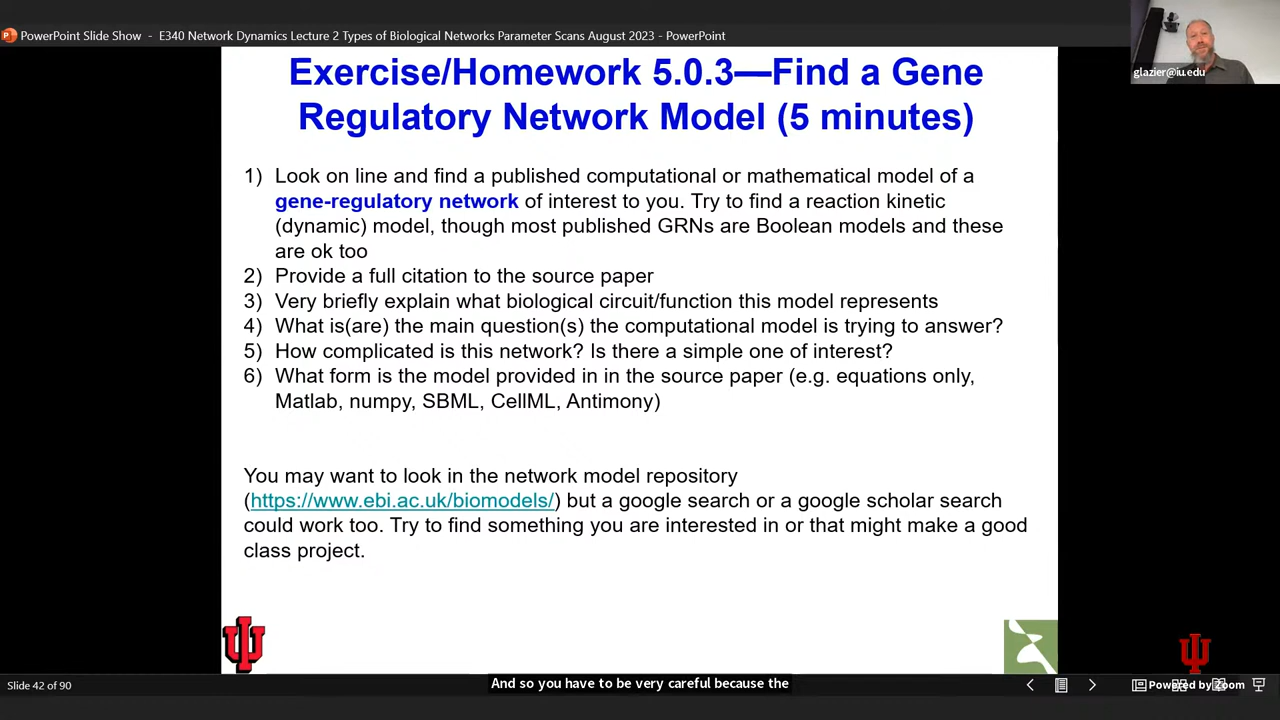 PowerPoint Slide Show - E340 Network Dynamics Lecture 2 Types of Biological Networks Parameter Scans August 2023 - PowerPoint
glazier@iu.edu
Exercise/Homework 5.0.3—Find a Gene
Regulatory Network Model (5 minutes)
1) Look on line and find a published computational or mathematical model of a
gene-regulatory network of interest to you. Try to find a reaction kinetic
(dynamic) model, though most published GRNs are Boolean models and these
are ok too
2) Provide a full citation to the source paper
3) Very briefly explain what biological circuit/function this model represents
4) What is(are) the main question(s) the computational model is trying to answer?
5) How complicated is this network? Is there a simple one of interest?
6) What form is the model provided in in the source paper (e.g. equations only,
Matlab, numpy, SBML, CellML, Antimony)
You may want to look in the network model repository
(https://www.ebi.ac.uk/biomodels/) but a google search or a google scholar search
could work too. Try to find something you are interested in or that might make a good
class project.
Slide 42 of 90
And so you have to be very careful because the
Powered by Zoom